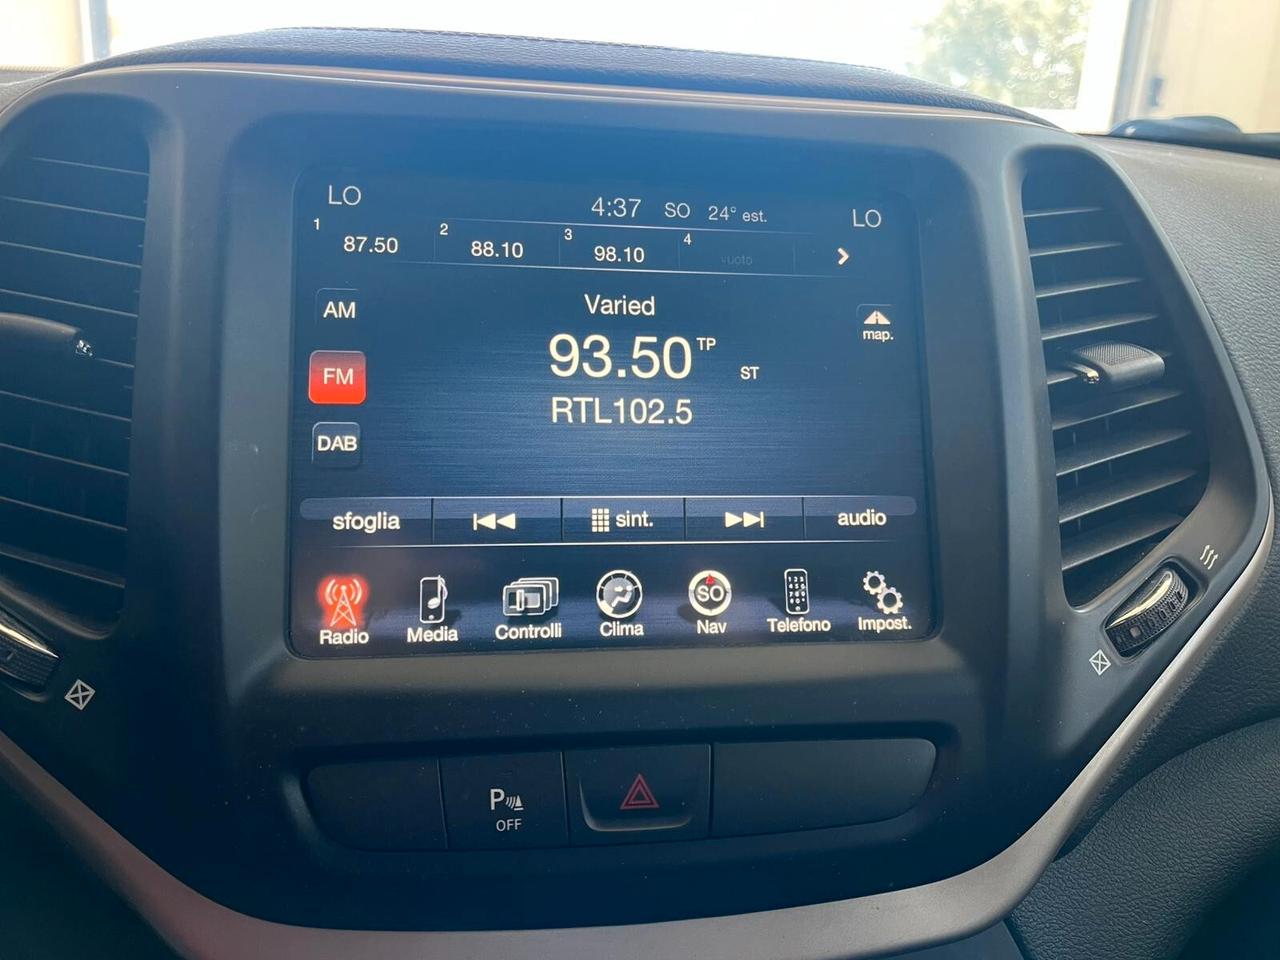 LO 4:37 SO 24° est. LO
1 87.50 2 88.10 3 98.10 4 vuoto
Varied
AM
map.
93.50 TP
ST
FM
RTL102.5
DAB
sfoglia sint. audio
SO
Radio Media Controlli Clima Nav Telefono Impost.
P
OFF